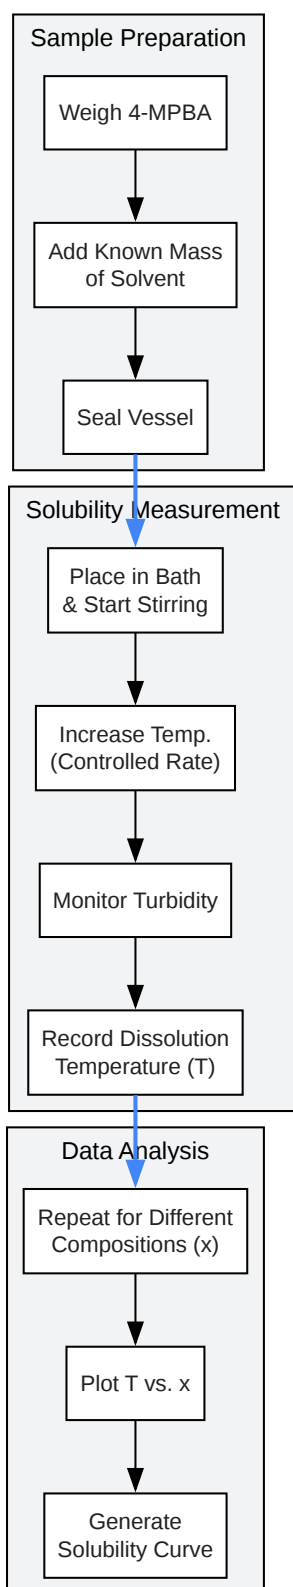 Sample Preparation
Weigh 4-MPBA
Add Known Mass
of Solvent
Seal Vessel
Solubility Measurement
Place in Bath
& Start Stirring
Increase Temp.
(Controlled Rate)
Monitor Turbidity
Record Dissolution
Temperature (T)
Data Analysis
Repeat for Different
Compositions (x)
Plot T vs. x
Generate
Solubility Curve